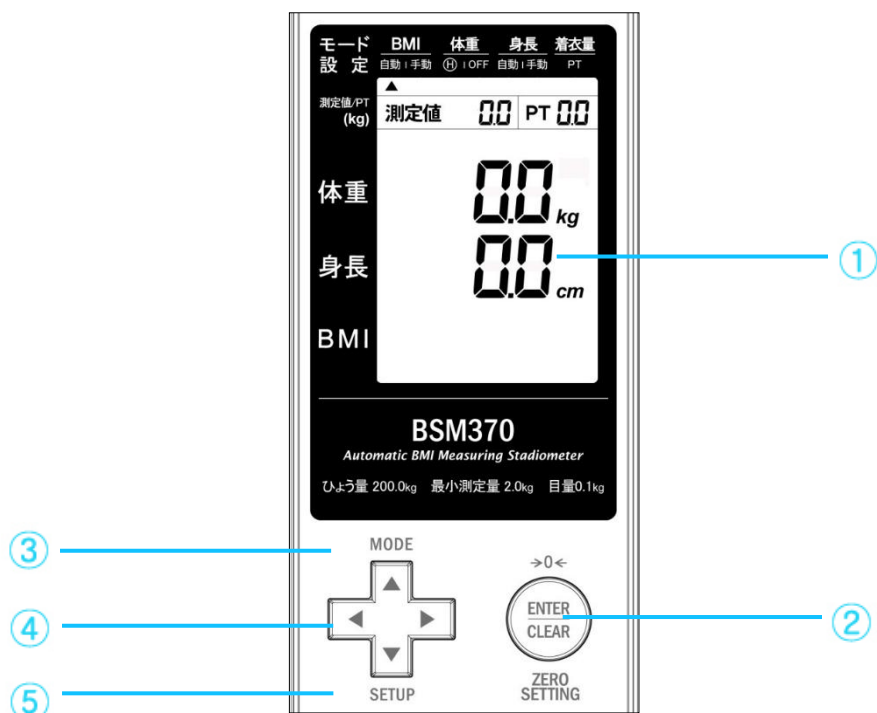 モード 設定 BMI 体重 身長 着衣量
自動 | 手動 Ⓗ | OFF 自動 | 手動 PT
▲
測定値/PT (kg) 測定値 0.0 PT 0.0
体重 0.0 kg
身長 0.0 cm
①
BMI
BSM370
Automatic BMI Measuring Stadiometer
ひょう量 200.0kg 最小測定量 2.0kg 目量0.1kg
③ MODE
→0←
▲
④ ◀ ▶
ENTER
CLEAR
②
▼
⑤ SETUP
ZERO
SETTING